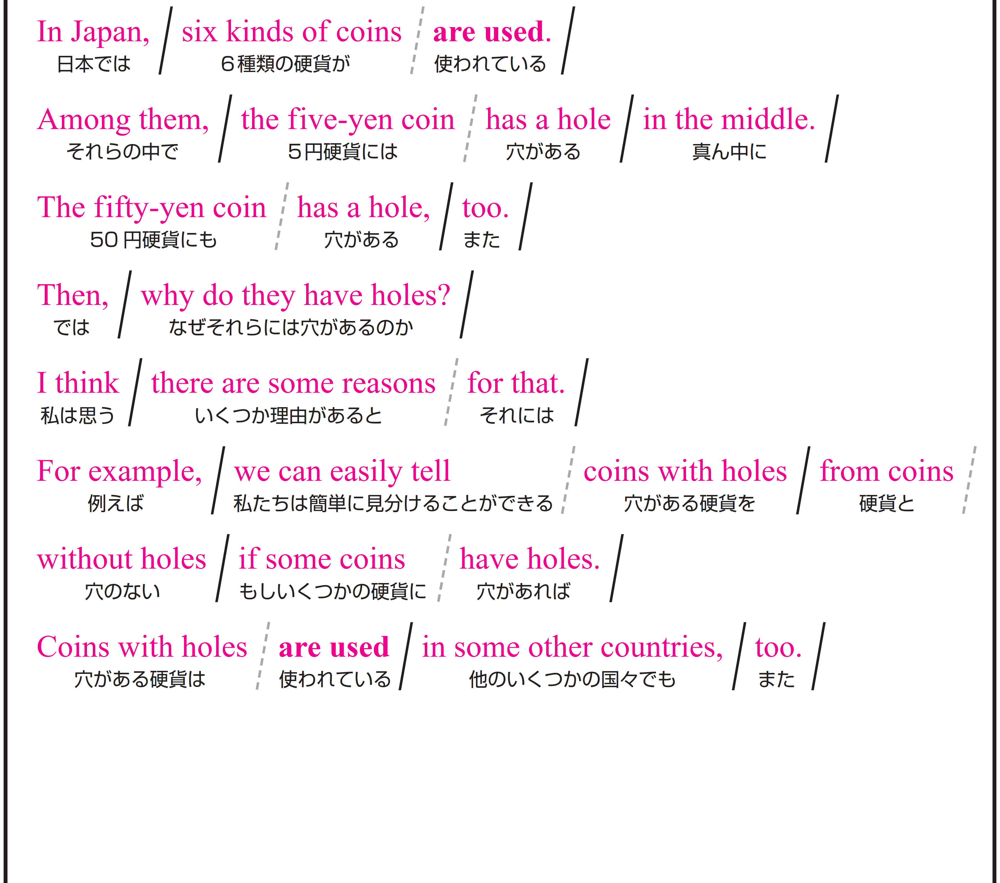 In Japan, / six kinds of coins / are used. /
日本では ６種類の硬貨が 使われている
Among them, / the five-yen coin / has a hole / in the middle. /
それらの中で ５円硬貨には 穴がある 真ん中に
The fifty-yen coin / has a hole, / too. /
50 円硬貨にも 穴がある また
Then, / why do they have holes? /
では なぜそれらには穴があるのか
I think / there are some reasons / for that. /
私は思う いくつか理由があると それには
For example, / we can easily tell / coins with holes / from coins /
例えば 私たちは簡単に見分けることができる 穴がある硬貨を 硬貨と
without holes / if some coins / have holes. /
穴のない もしいくつかの硬貨に 穴があれば
Coins with holes / are used / in some other countries, / too. /
穴がある硬貨は 使われている 他のいくつかの国々でも また